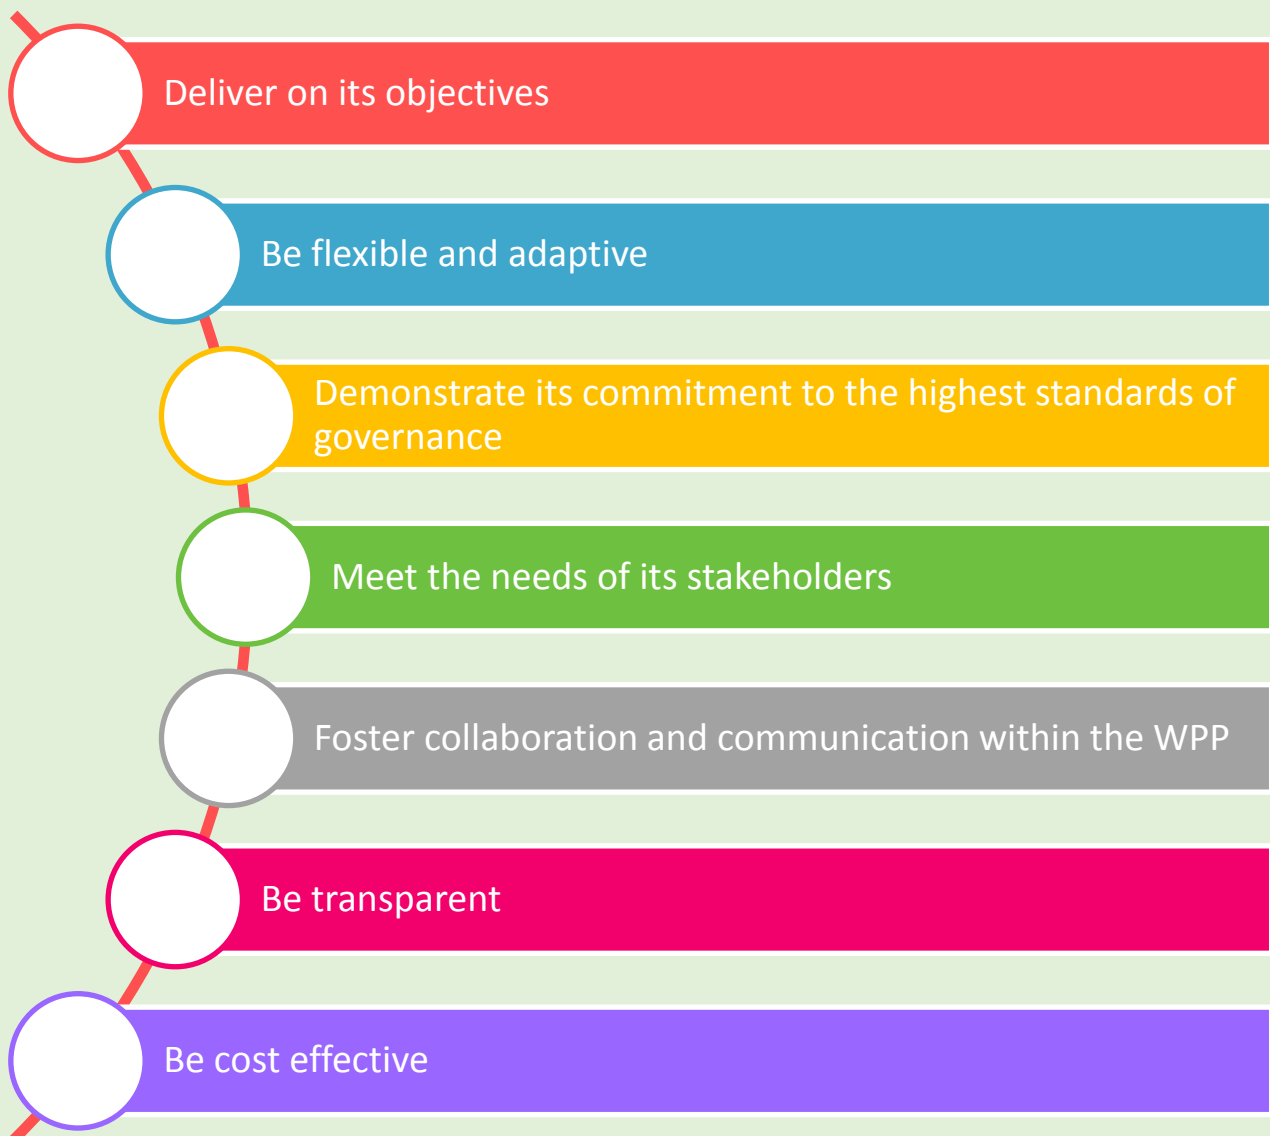 Deliver on its objectives
Be flexible and adaptive
Demonstrate its commitment to the highest standards of
governance
Meet the needs of its stakeholders
Foster collaboration and communication within the WPP
Be transparent
Be cost effective